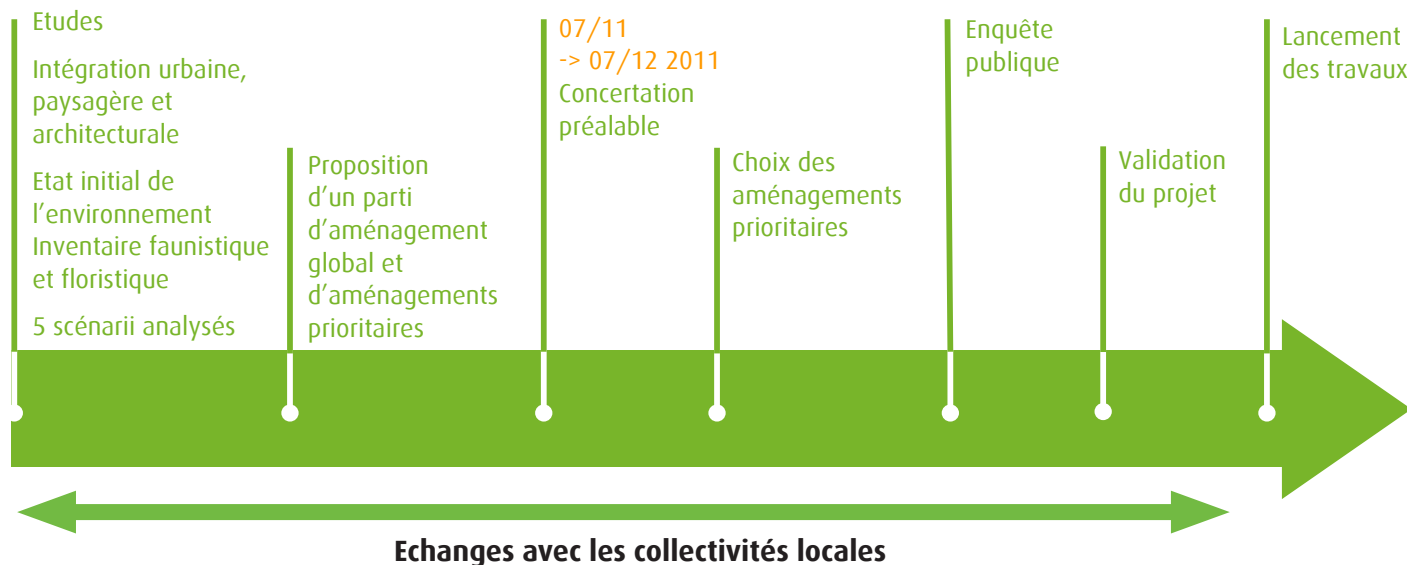 Etudes
Intégration urbaine,
paysagère et
architecturale
Etat initial de
l'environnement
Inventaire faunistique
et floristique
5 scénarii analysés
Proposition
d'un parti
d'aménagement
global et
d'aménagements
prioritaires
07/11
-> 07/12 2011
Concertation
préalable
Choix des
aménagements
prioritaires
Enquête
publique
Validation
du projet
Lancement
des travaux
Echanges avec les collectivités locales